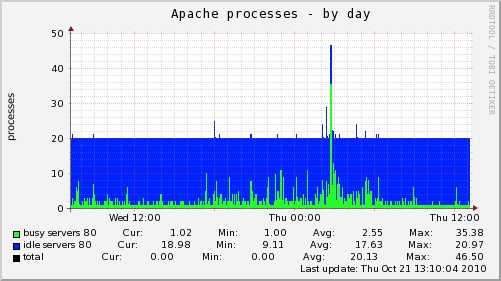 Apache processes - by day
RRDTOOL / TOBI OETIKER
processes
50
40
30
20
10
0
Wed 12:00 Thu 00:00 Thu 12:00
busy servers 80 Cur: 1.02 Min: 1.00 Avg: 2.55 Max: 35.38
idle servers 80 Cur: 18.98 Min: 9.11 Avg: 17.63 Max: 20.97
total Cur: 0.00 Min: 0.00 Avg: 20.13 Max: 46.50
Last update: Thu Oct 21 13:10:04 2010